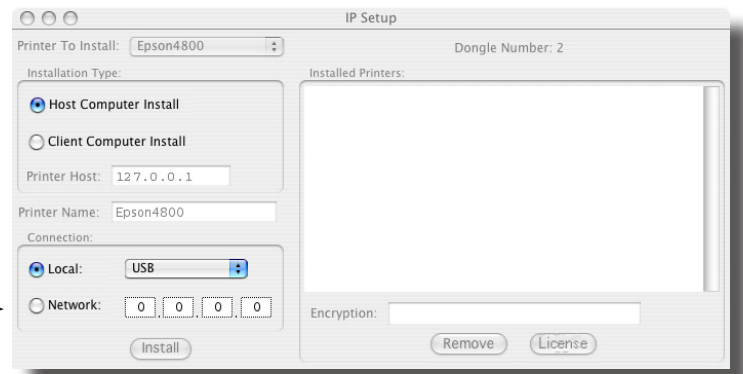 IP Setup
Printer To Install: Epson4800
Dongle Number: 2
Installation Type:
Host Computer Install
Client Computer Install
Printer Host: 127.0.0.1
Printer Name: Epson4800
Connection:
Local: USB
Network: 0 . 0 . 0 . 0
Install
Installed Printers:
Encryption:
Remove License